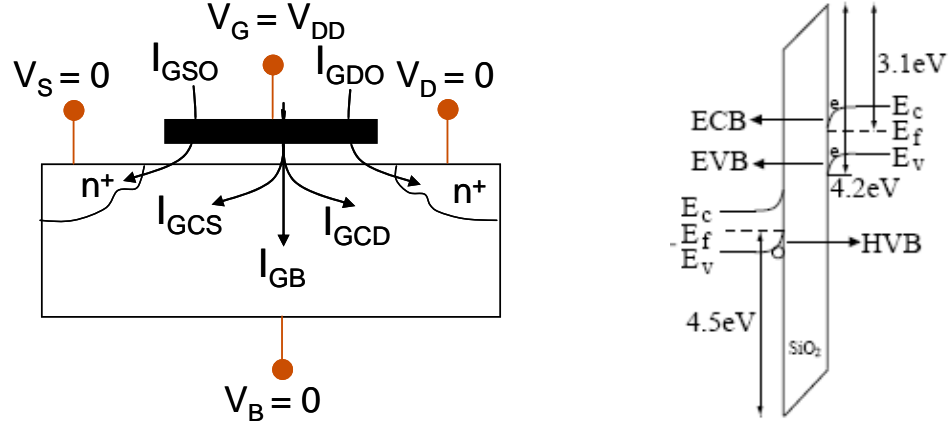 V_G = V_DD
I_GSO
I_GDO
V_S = 0
V_D = 0
n+
n+
I_GCS
I_GCD
I_GB
V_B = 0
3.1eV
e
E_c
ECB
E_f
e
E_v
EVB
4.2eV
E_c
E_f
HVB
E_v
4.5eV
SiO₂